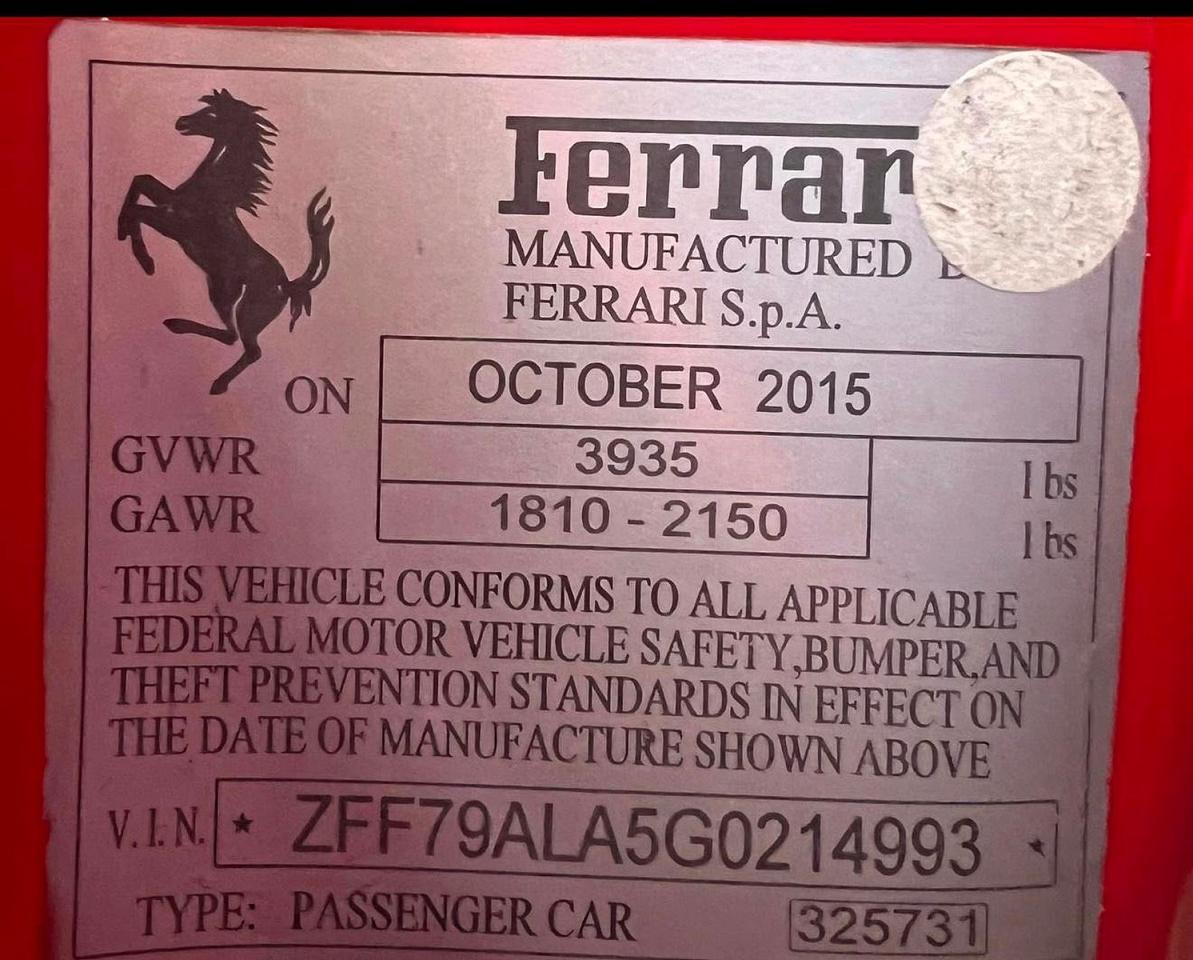 Ferrar
MANUFACTURED
FERRARI S.p.A.
ON OCTOBER 2015
GVWR 3935 lbs
GAWR 1810 - 2150 lbs
THIS VEHICLE CONFORMS TO ALL APPLICABLE
FEDERAL MOTOR VEHICLE SAFETY,BUMPER,AND
THEFT PREVENTION STANDARDS IN EFFECT ON
THE DATE OF MANUFACTURE SHOWN ABOVE
V.I.N. * ZFF79ALA5G0214993 *
TYPE: PASSENGER CAR 325731